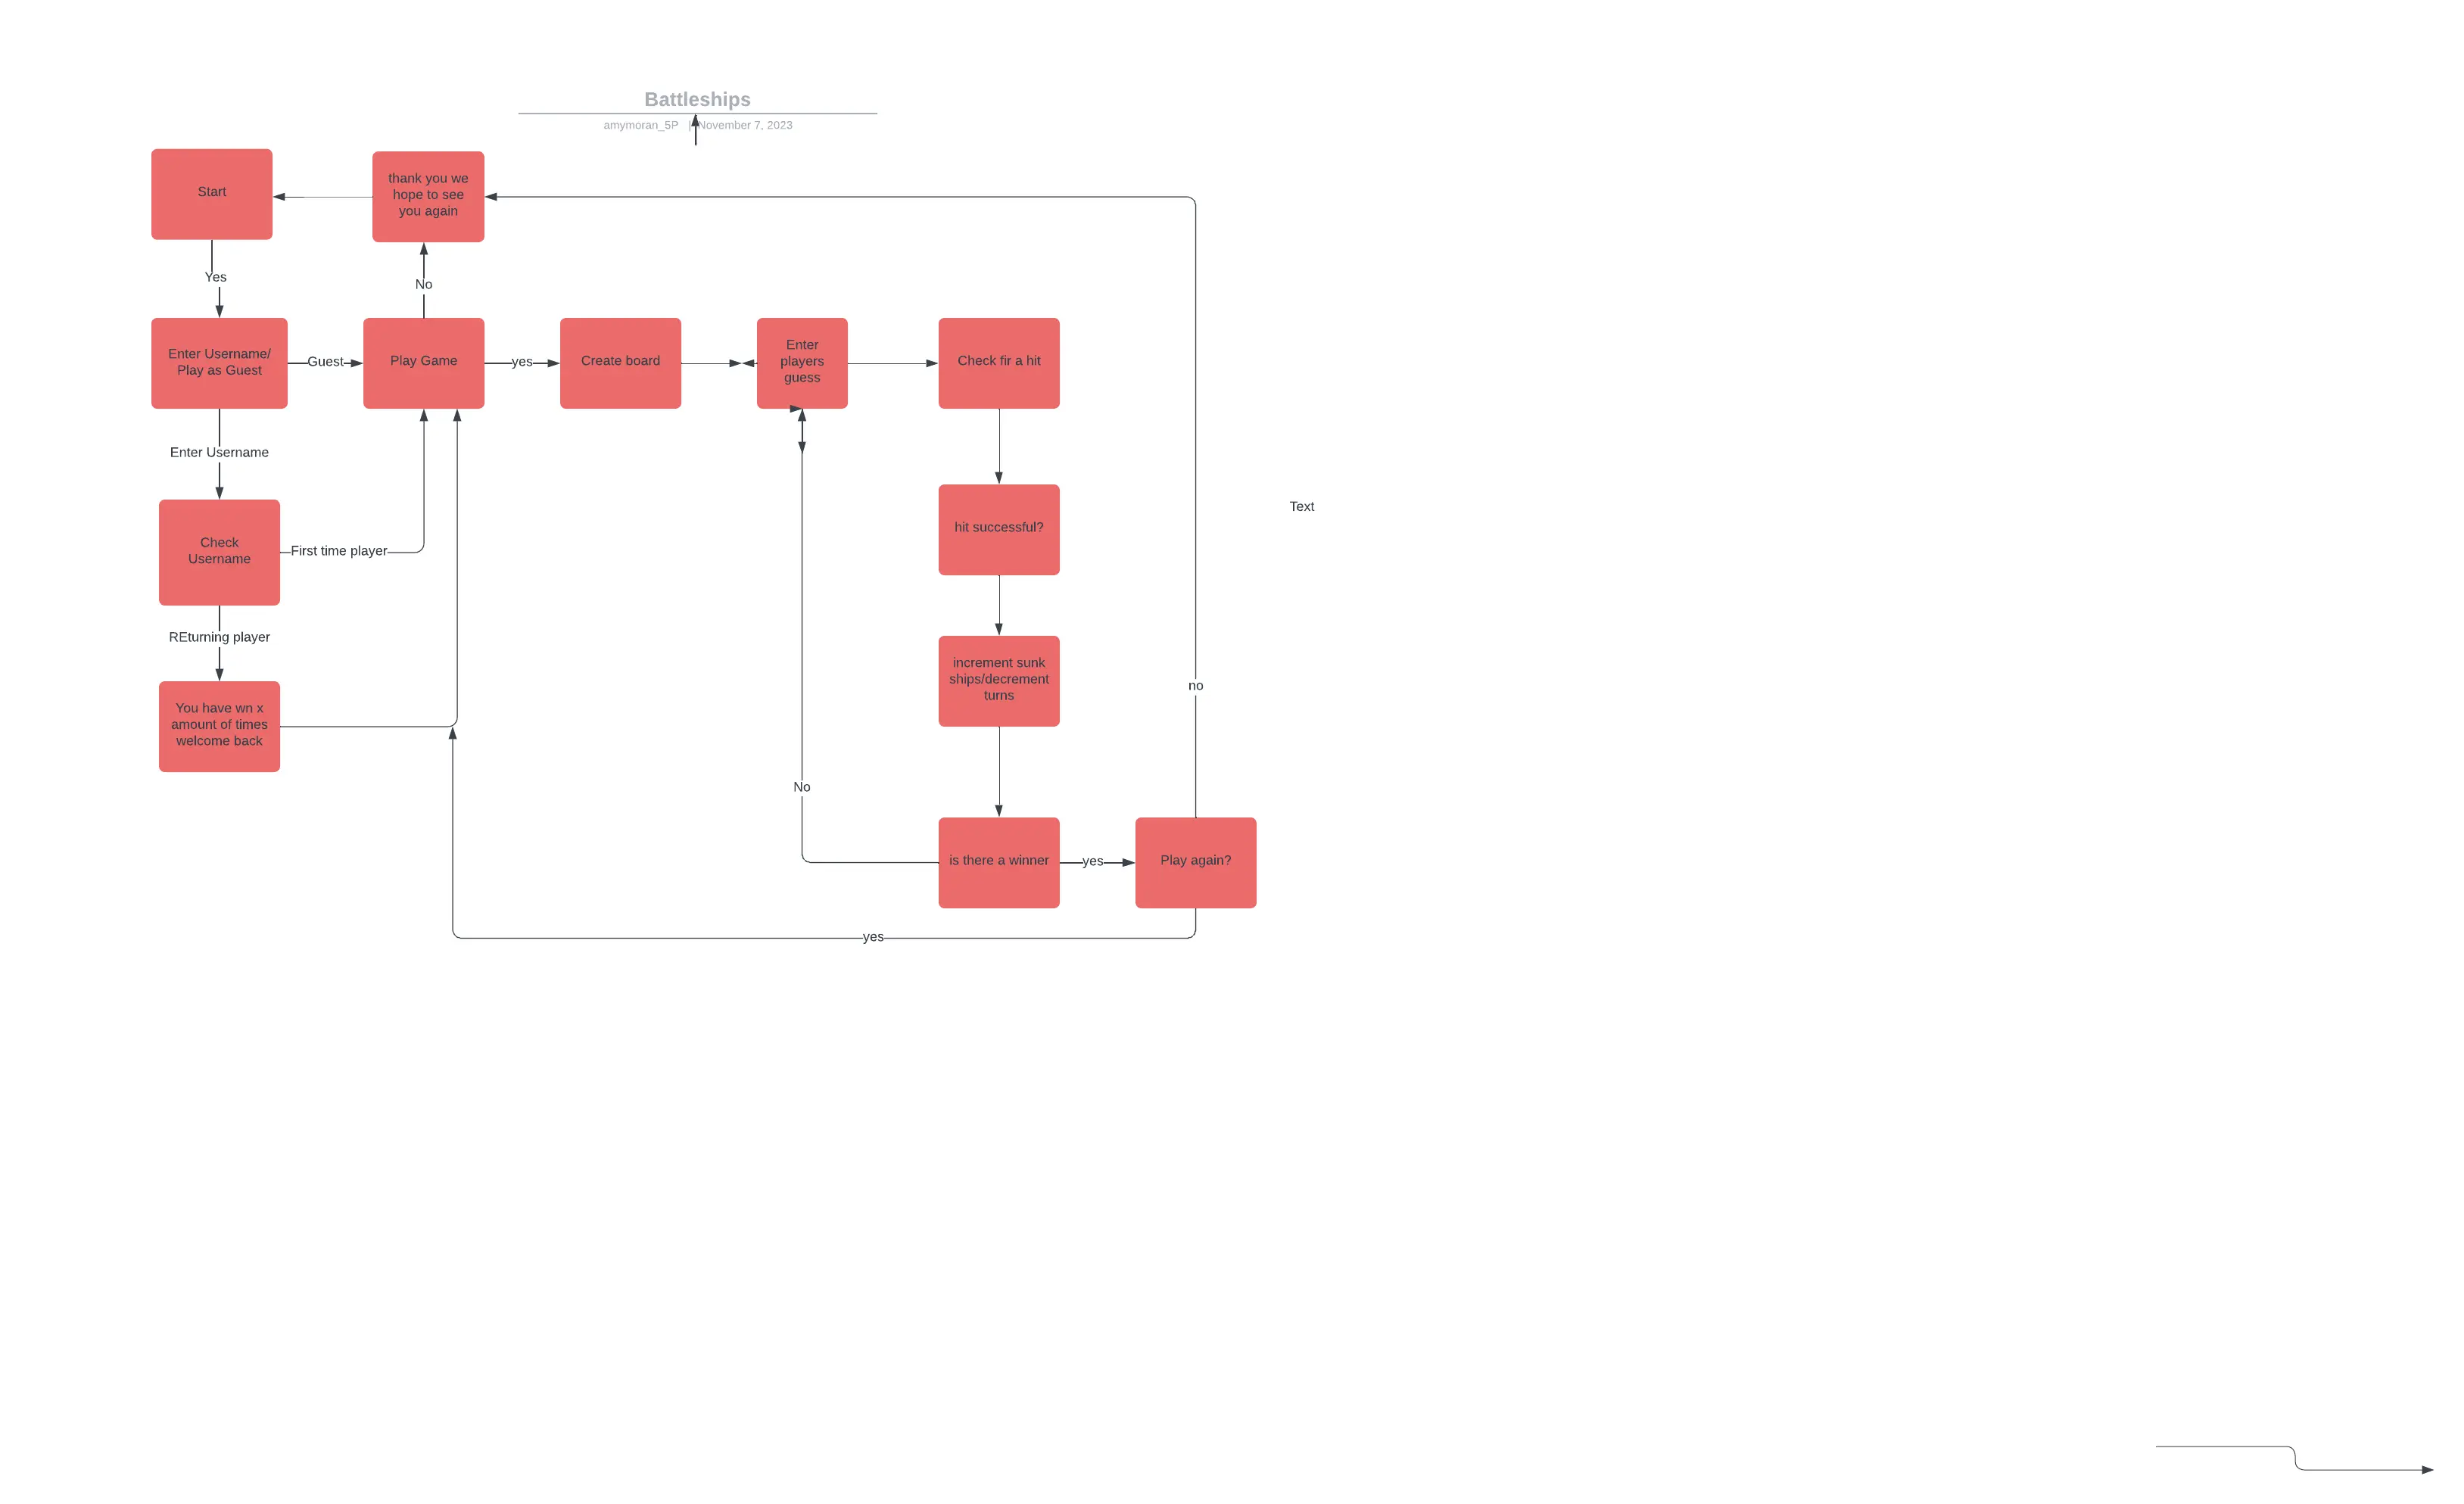 Battleships
amymoran_5P | November 7, 2023
Start
thank you we
hope to see
you again
Yes
No
Enter Username/
Play as Guest
Guest
Play Game
yes
Create board
Enter
players
guess
Check fir a hit
Enter Username
Text
hit successful?
Check
Username
First time player
REturning player
increment sunk
ships/decrement
turns
no
You have wn x
amount of times
welcome back
No
is there a winner
yes
Play again?
yes